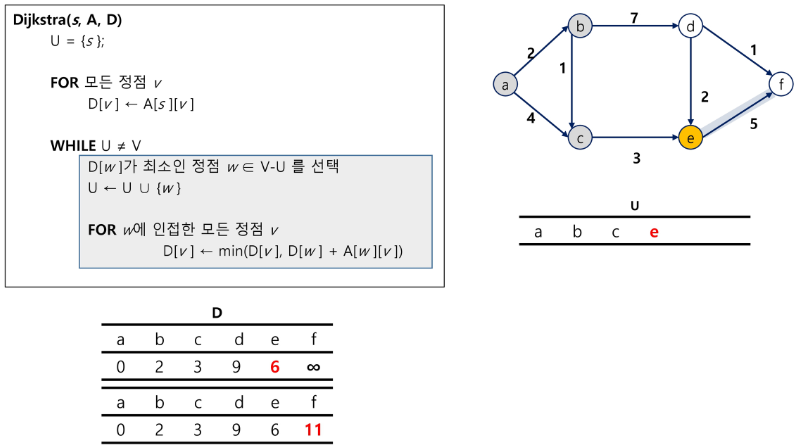 Dijkstra(s, A, D)
U = {s};
FOR 모든 정점 v
D[v] ← A[s][v]
WHILE U ≠ V
D[w]가 최소인 정점 w ∈ V-U 를 선택
U ← U ∪ {w}
FOR w에 인접한 모든 정점 v
D[v] ← min(D[v], D[w] + A[w][v])
b 7 d
2 1
a 1 f
4 2 5
c e
3
U
a b c e
D
a b c d e f
0 2 3 9 6 ∞
a b c d e f
0 2 3 9 6 11